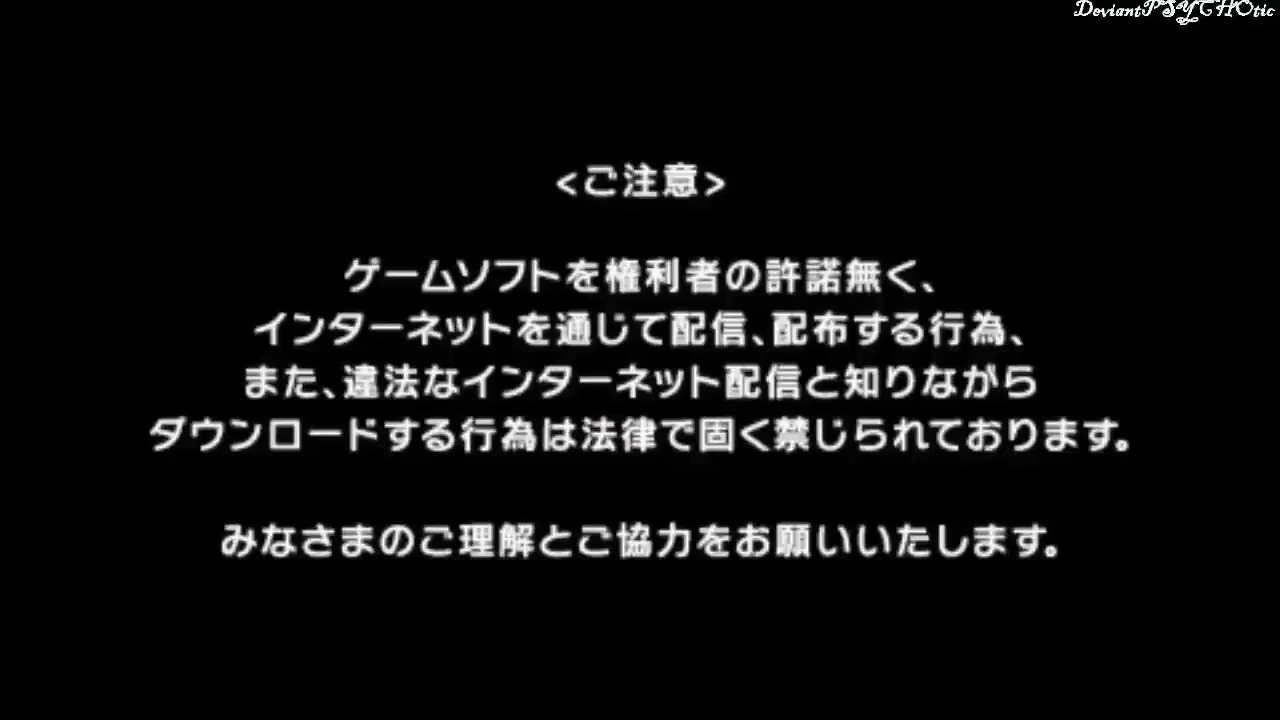 DeviantPSYCHOtic
<ご注意>
ゲームソフトを権利者の許諾無く、
インターネットを通じて配信、配布する行為、
また、違法なインターネット配信と知りながら
ダウンロードする行為は法律で固く禁じられております。
みなさまのご理解とご協力をお願いいたします。